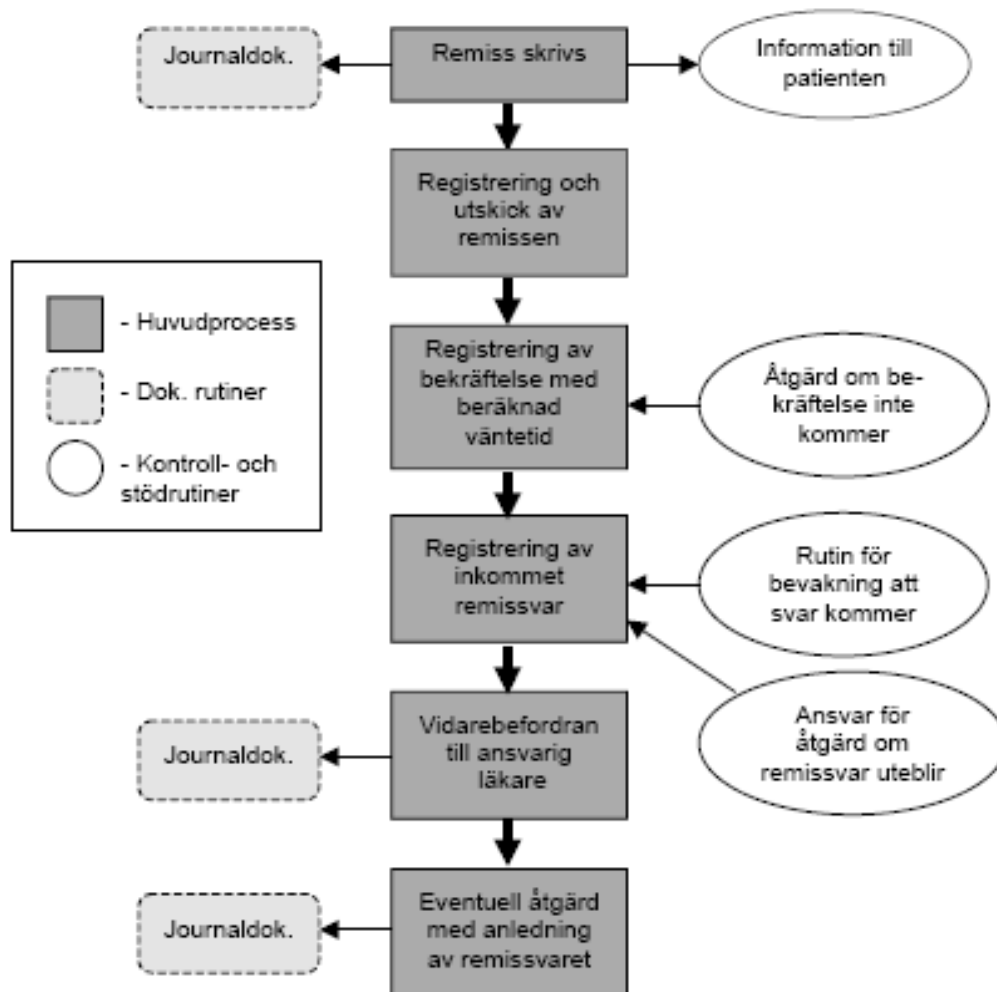 Journaldok.
Remiss skrivs
Information till
patienten
Registrering och
utskick av
remissen
- Huvudprocess
- Dok. rutiner
- Kontroll- och
stödrutiner
Registrering av
bekräftelse med
beräknad
väntetid
Åtgärd om be-
kräftelse inte
kommer
Registrering av
inkommet
remissvar
Rutin för
bevakning att
svar kommer
Ansvar för
åtgärd om
remissvar uteblir
Vidarebefordran
till ansvarig
läkare
Journaldok.
Eventuell åtgärd
med anledning
av remissvaret
Journaldok.